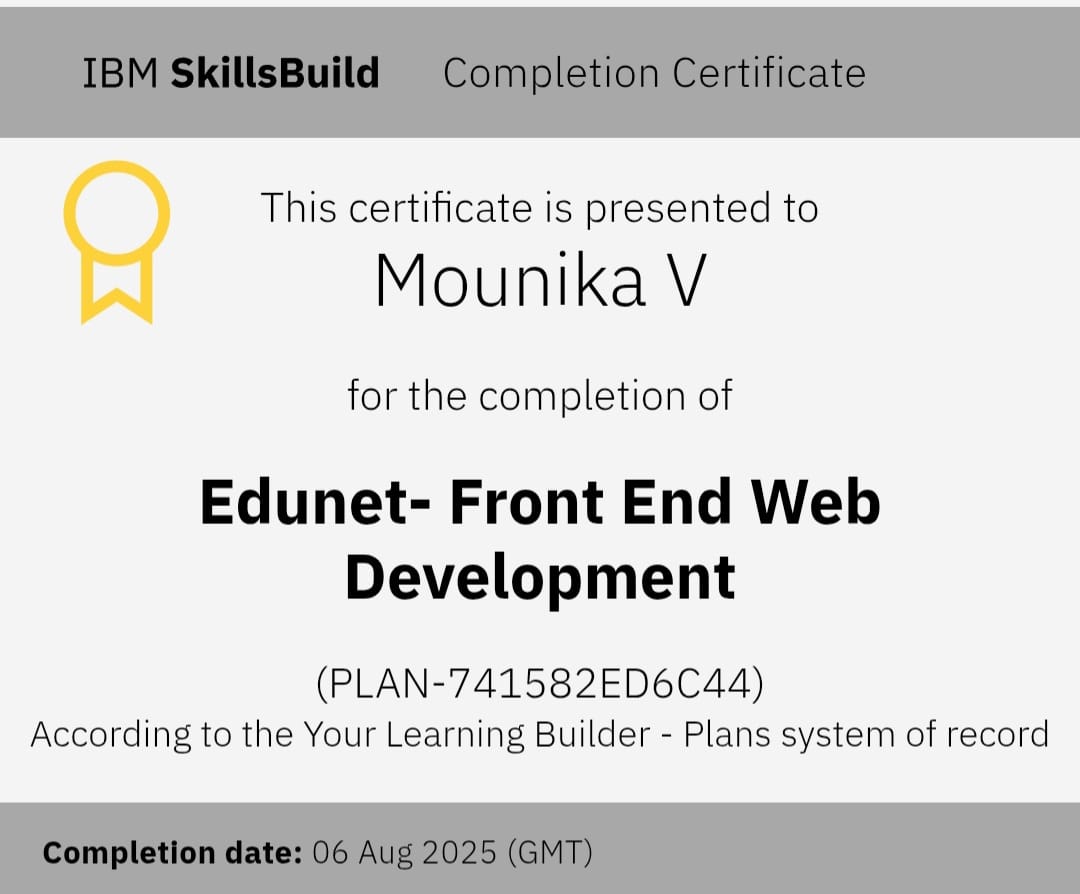 IBM SkillsBuild Completion Certificate
This certificate is presented to
Mounika V
for the completion of
Edunet- Front End Web
Development
(PLAN-741582ED6C44)
According to the Your Learning Builder - Plans system of record
Completion date: 06 Aug 2025 (GMT)